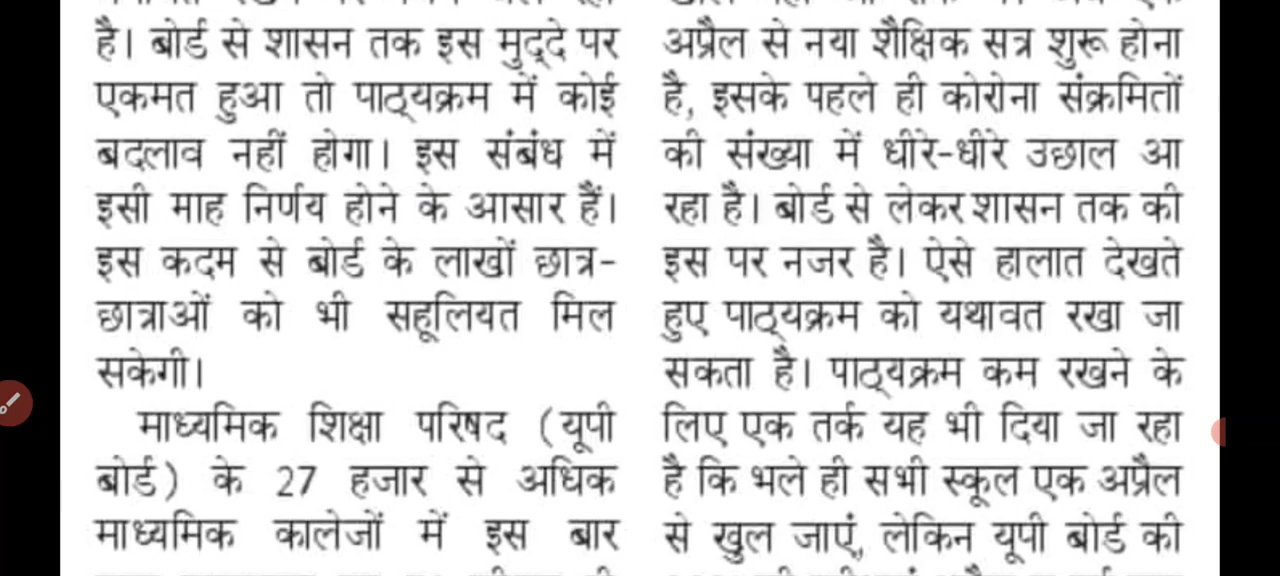 है। बोर्ड से शासन तक इस मुद्दे पर
एकमत हुआ तो पाठ्यक्रम में कोई
बदलाव नहीं होगा। इस संबंध में
इसी माह निर्णय होने के आसार हैं।
इस कदम से बोर्ड के लाखों छात्र-
छात्राओं को भी सहूलियत मिल
सकेगी।
माध्यमिक शिक्षा परिषद (यूपी
बोर्ड) के 27 हजार से अधिक
माध्यमिक कालेजों में इस बार
अप्रैल से नया शैक्षिक सत्र शुरू होना
है, इसके पहले ही कोरोना संक्रमितों
की संख्या में धीरे-धीरे उछाल आ
रहा है। बोर्ड से लेकर शासन तक की
इस पर नजर है। ऐसे हालात देखते
हुए पाठ्यक्रम को यथावत रखा जा
सकता है। पाठ्यक्रम कम रखने के
लिए एक तर्क यह भी दिया जा रहा
है कि भले ही सभी स्कूल एक अप्रैल
से खुल जाएं, लेकिन यूपी बोर्ड की